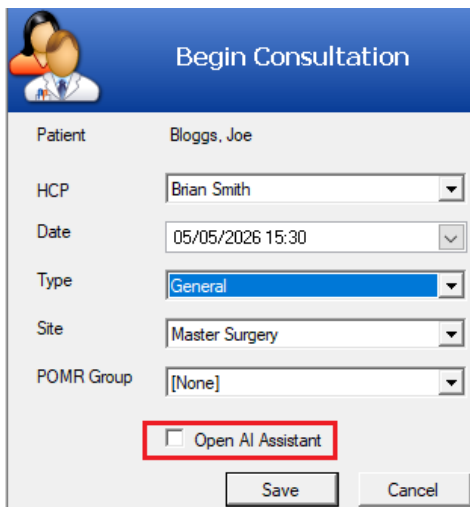 Begin Consultation
Patient Bloggs, Joe
HCP Brian Smith
Date 05/05/2026 15:30
Type General
Site Master Surgery
POMR Group [None]
Open AI Assistant
Save Cancel